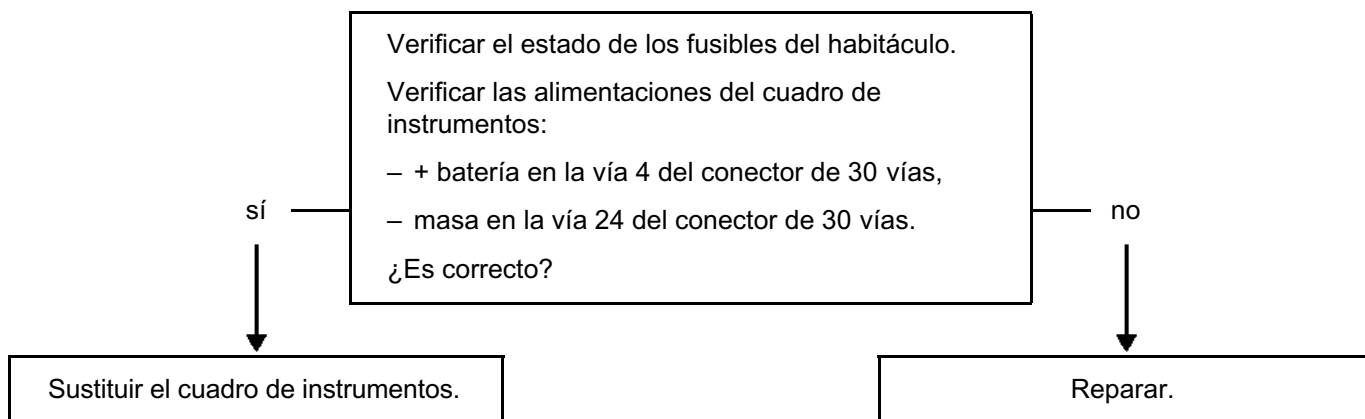 Verificar el estado de los fusibles del habitáculo.
Verificar las alimentaciones del cuadro de
instrumentos:
– + batería en la vía 4 del conector de 30 vías,
– masa en la vía 24 del conector de 30 vías.
¿Es correcto?
sí
no
Sustituir el cuadro de instrumentos.
Reparar.